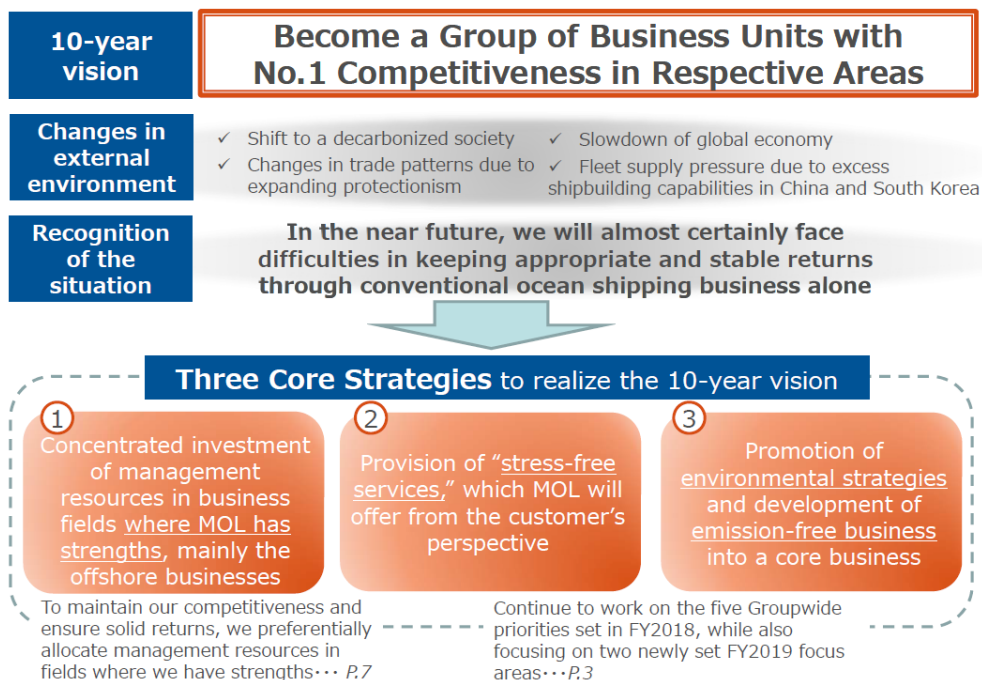 10-year
vision
Become a Group of Business Units with
No.1 Competitiveness in Respective Areas
Changes in
external
environment
✓ Shift to a decarbonized society
✓ Changes in trade patterns due to
expanding protectionism
✓ Slowdown of global economy
✓ Fleet supply pressure due to excess
shipbuilding capabilities in China and South Korea
Recognition
of the
situation
In the near future, we will almost certainly face
difficulties in keeping appropriate and stable returns
through conventional ocean shipping business alone
Three Core Strategies to realize the 10-year vision
1
Concentrated investment
of management
resources in business
fields where MOL has
strengths, mainly the
offshore businesses
2
Provision of “stress-free
services,” which MOL will
offer from the customer’s
perspective
3
Promotion of
environmental strategies
and development of
emission-free business
into a core business
To maintain our competitiveness and
ensure solid returns, we preferentially
allocate management resources in
fields where we have strengths･･･ P.7
Continue to work on the five Groupwide
priorities set in FY2018, while also
focusing on two newly set FY2019 focus
areas･･･P.3